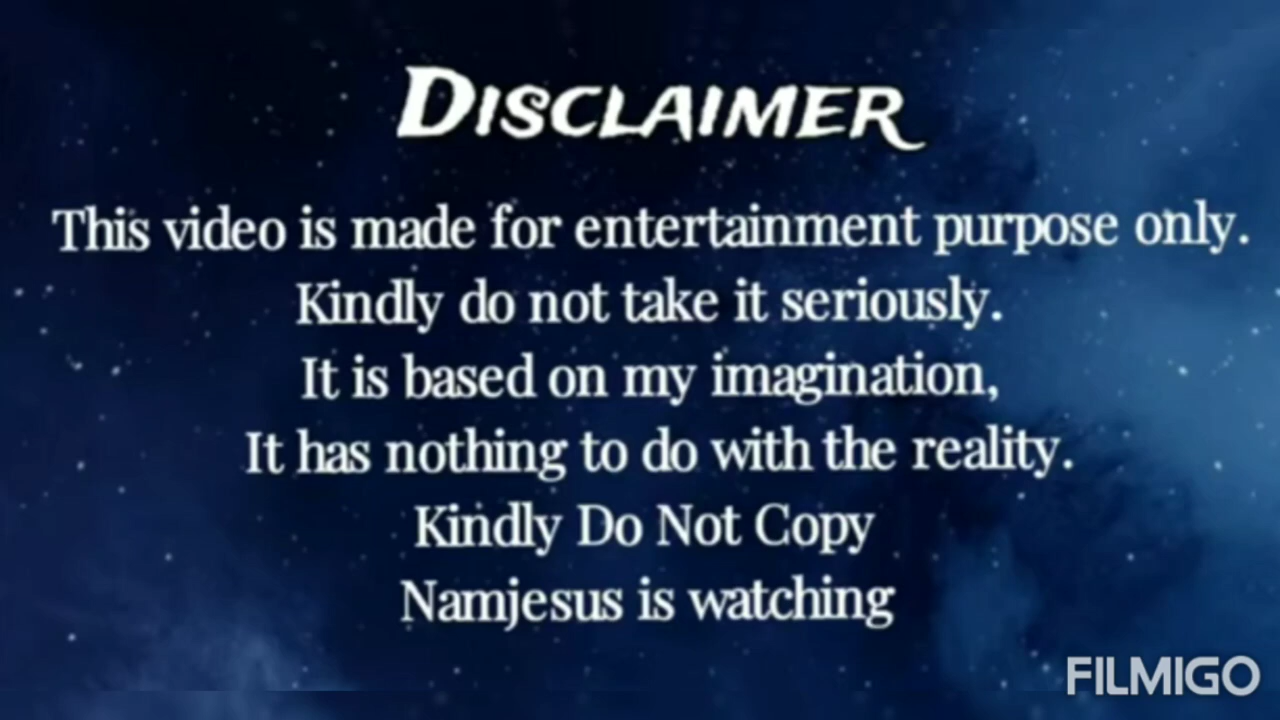 DISCLAIMER
This video is made for entertainment purpose only.
Kindly do not take it seriously.
It is based on my imagination,
It has nothing to do with the reality.
Kindly Do Not Copy
Namjesus is watching
FILMIGO